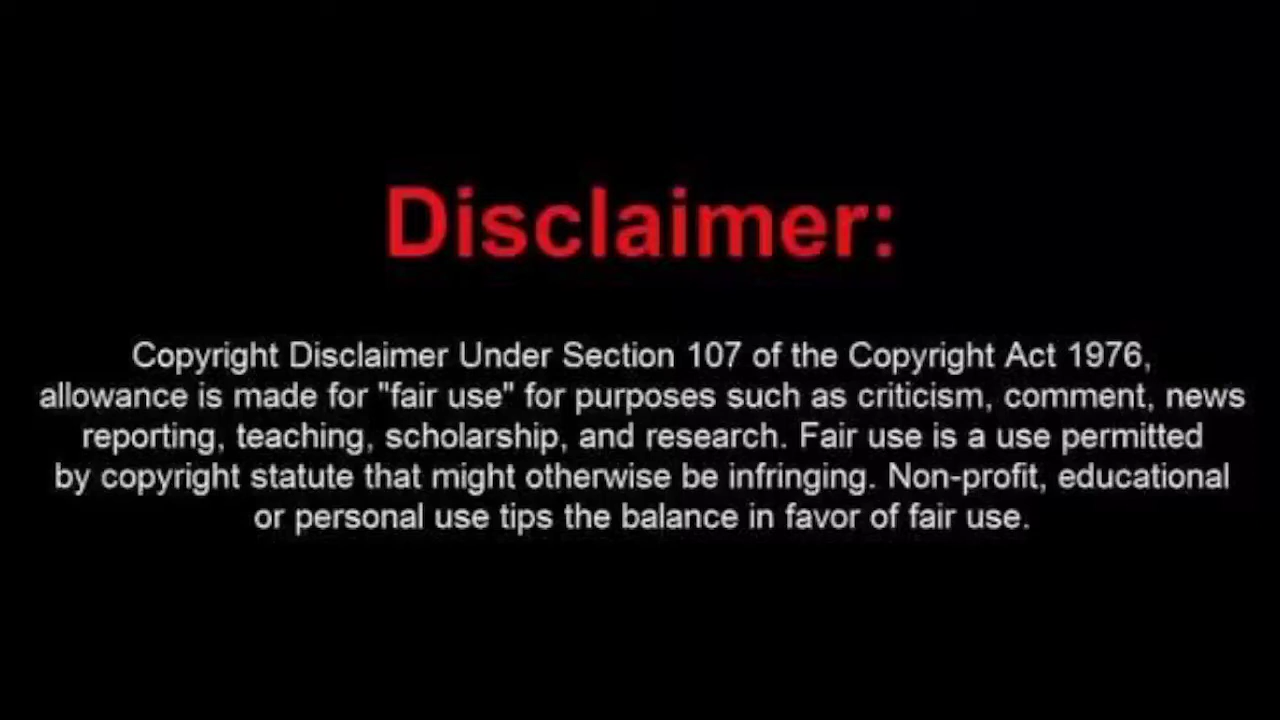 Disclaimer:
Copyright Disclaimer Under Section 107 of the Copyright Act 1976,
allowance is made for "fair use" for purposes such as criticism, comment, news
reporting, teaching, scholarship, and research. Fair use is a use permitted
by copyright statute that might otherwise be infringing. Non-profit, educational
or personal use tips the balance in favor of fair use.